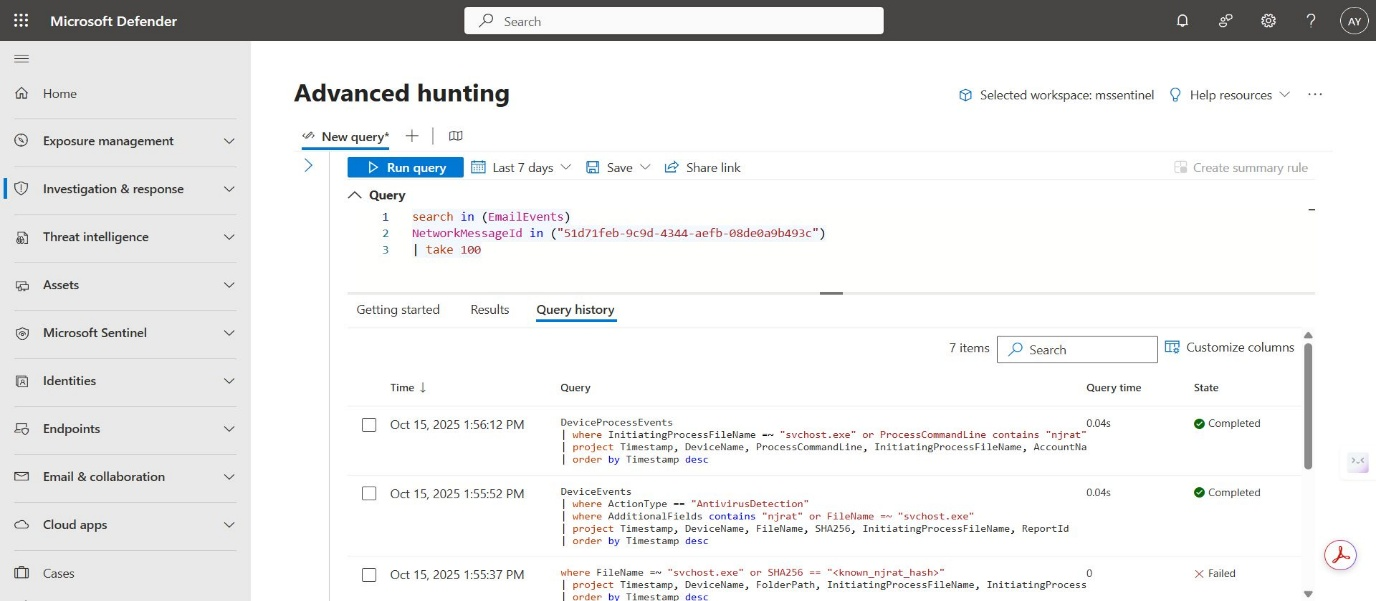 Microsoft Defender
Search
AY
Home
Exposure management
Investigation & response
Threat intelligence
Assets
Microsoft Sentinel
Identities
Endpoints
Email & collaboration
Cloud apps
Cases
Advanced hunting
Selected workspace: mssentinel
Help resources
New query*
Run query
Last 7 days
Save
Share link
Create summary rule
Query
1 search in (EmailEvents)
2 NetworkMessageId in ("51d71feb-9c9d-4344-aefb-08de0a9b493c")
3 | take 100
Getting started Results Query history
7 items Search Customize columns
Time ↓ Query Query time State
Oct 15, 2025 1:56:12 PM DeviceProcessEvents 0.04s Completed
| where InitiatingProcessFileName =~ "svchost.exe" or ProcessCommandLine contains "njrat"
| project Timestamp, DeviceName, ProcessCommandLine, InitiatingProcessFileName, AccountNa
| order by Timestamp desc
Oct 15, 2025 1:55:52 PM DeviceEvents 0.04s Completed
| where ActionType == "AntivirusDetection"
| where AdditionalFields contains "njrat" or FileName =~ "svchost.exe"
| project Timestamp, DeviceName, FileName, SHA256, InitiatingProcessFileName, ReportId
| order by Timestamp desc
Oct 15, 2025 1:55:37 PM where FileName =~ "svchost.exe" or SHA256 == "<known_njrat_hash>" 0 Failed
| project Timestamp, DeviceName, FolderPath, InitiatingProcessFileName, InitiatingProcess
| order by Timestamp desc